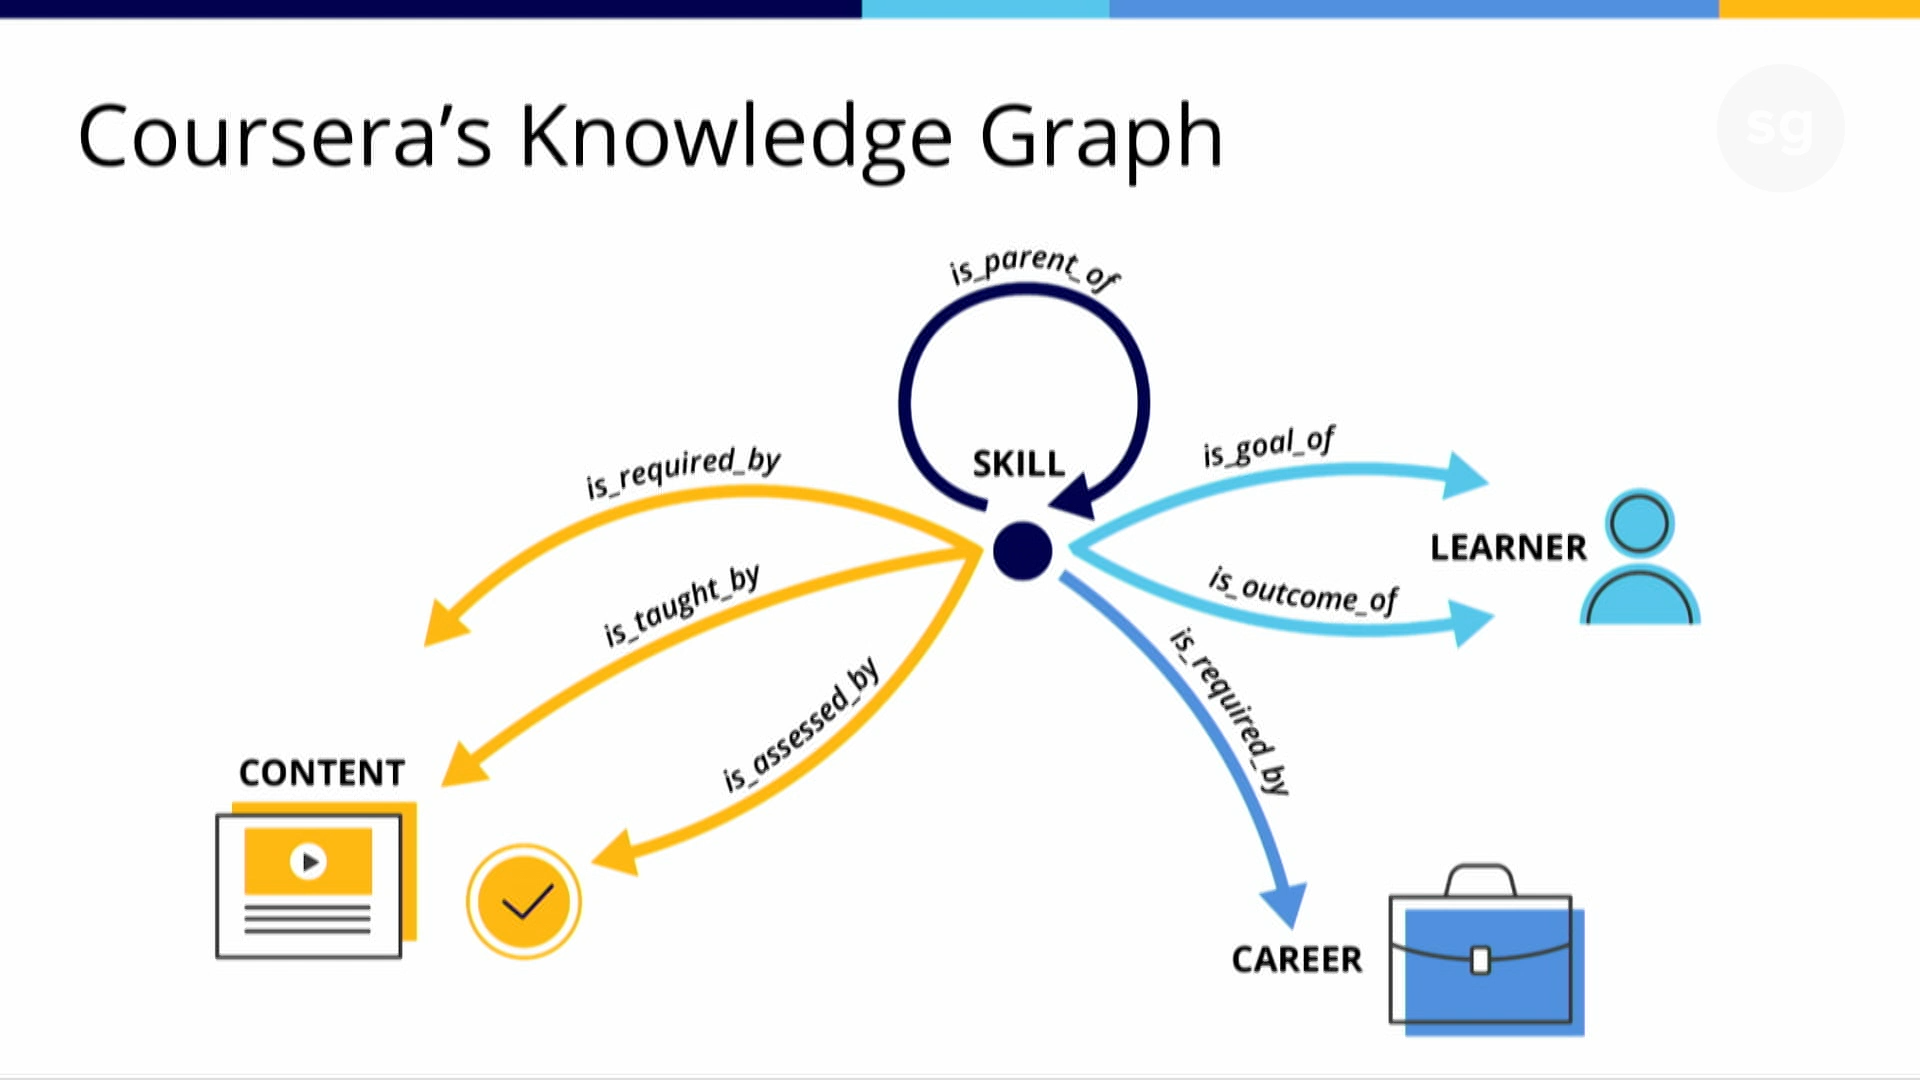 Coursera’s Knowledge Graph
sg
is_parent_of
SKILL
is_required_by
is_taught_by
is_assessed_by
is_goal_of
is_outcome_of
is_required_by
LEARNER
CONTENT
CAREER